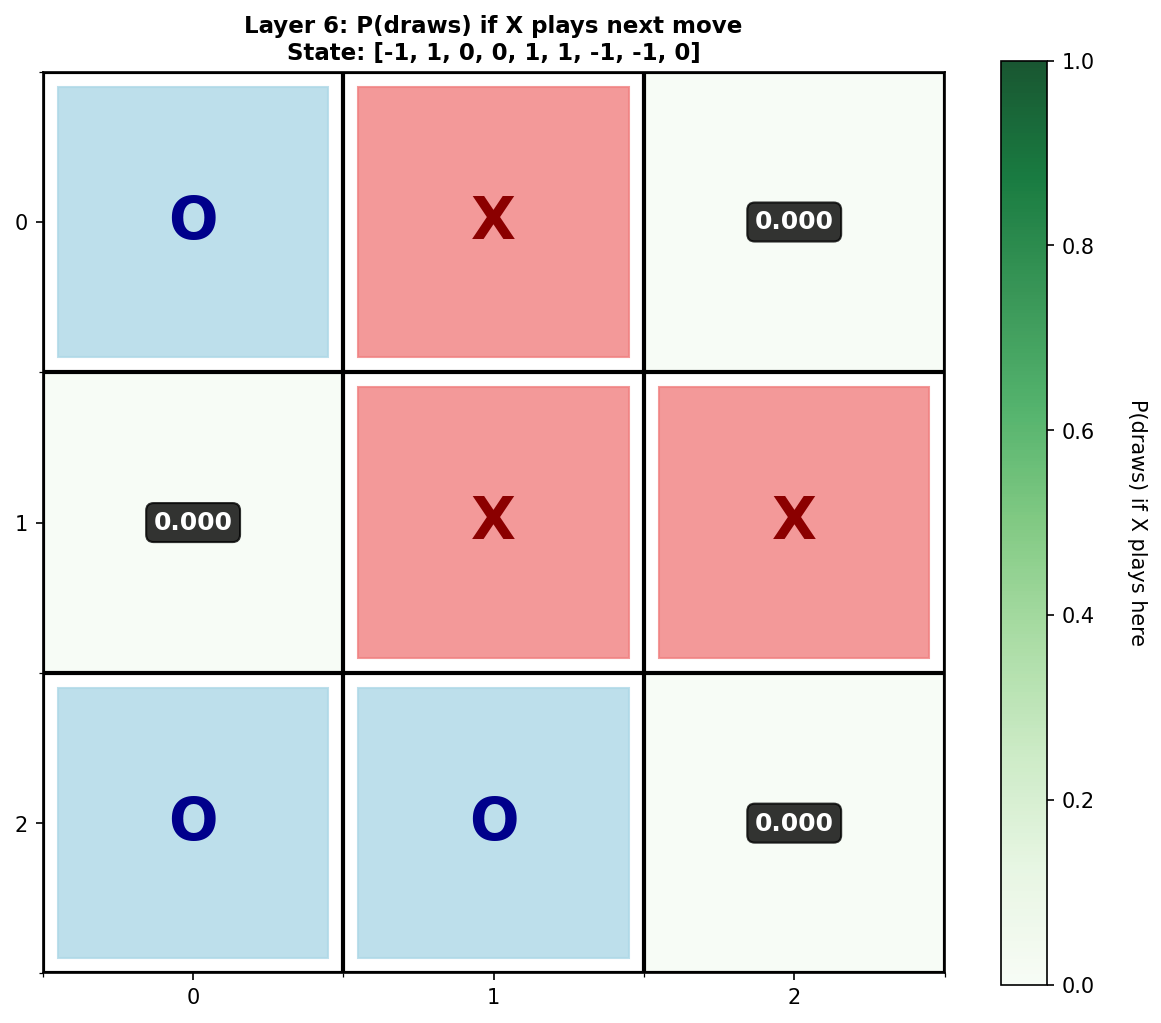 Layer 6: P(draws) if X plays next move
State: [-1, 1, 0, 0, 1, 1, -1, -1, 0]
O X 0.000
0.000 X X
O O 0.000
0
1
2
0 1 2
1.0
0.8
0.6
0.4
0.2
0.0
P(draws) if X plays here